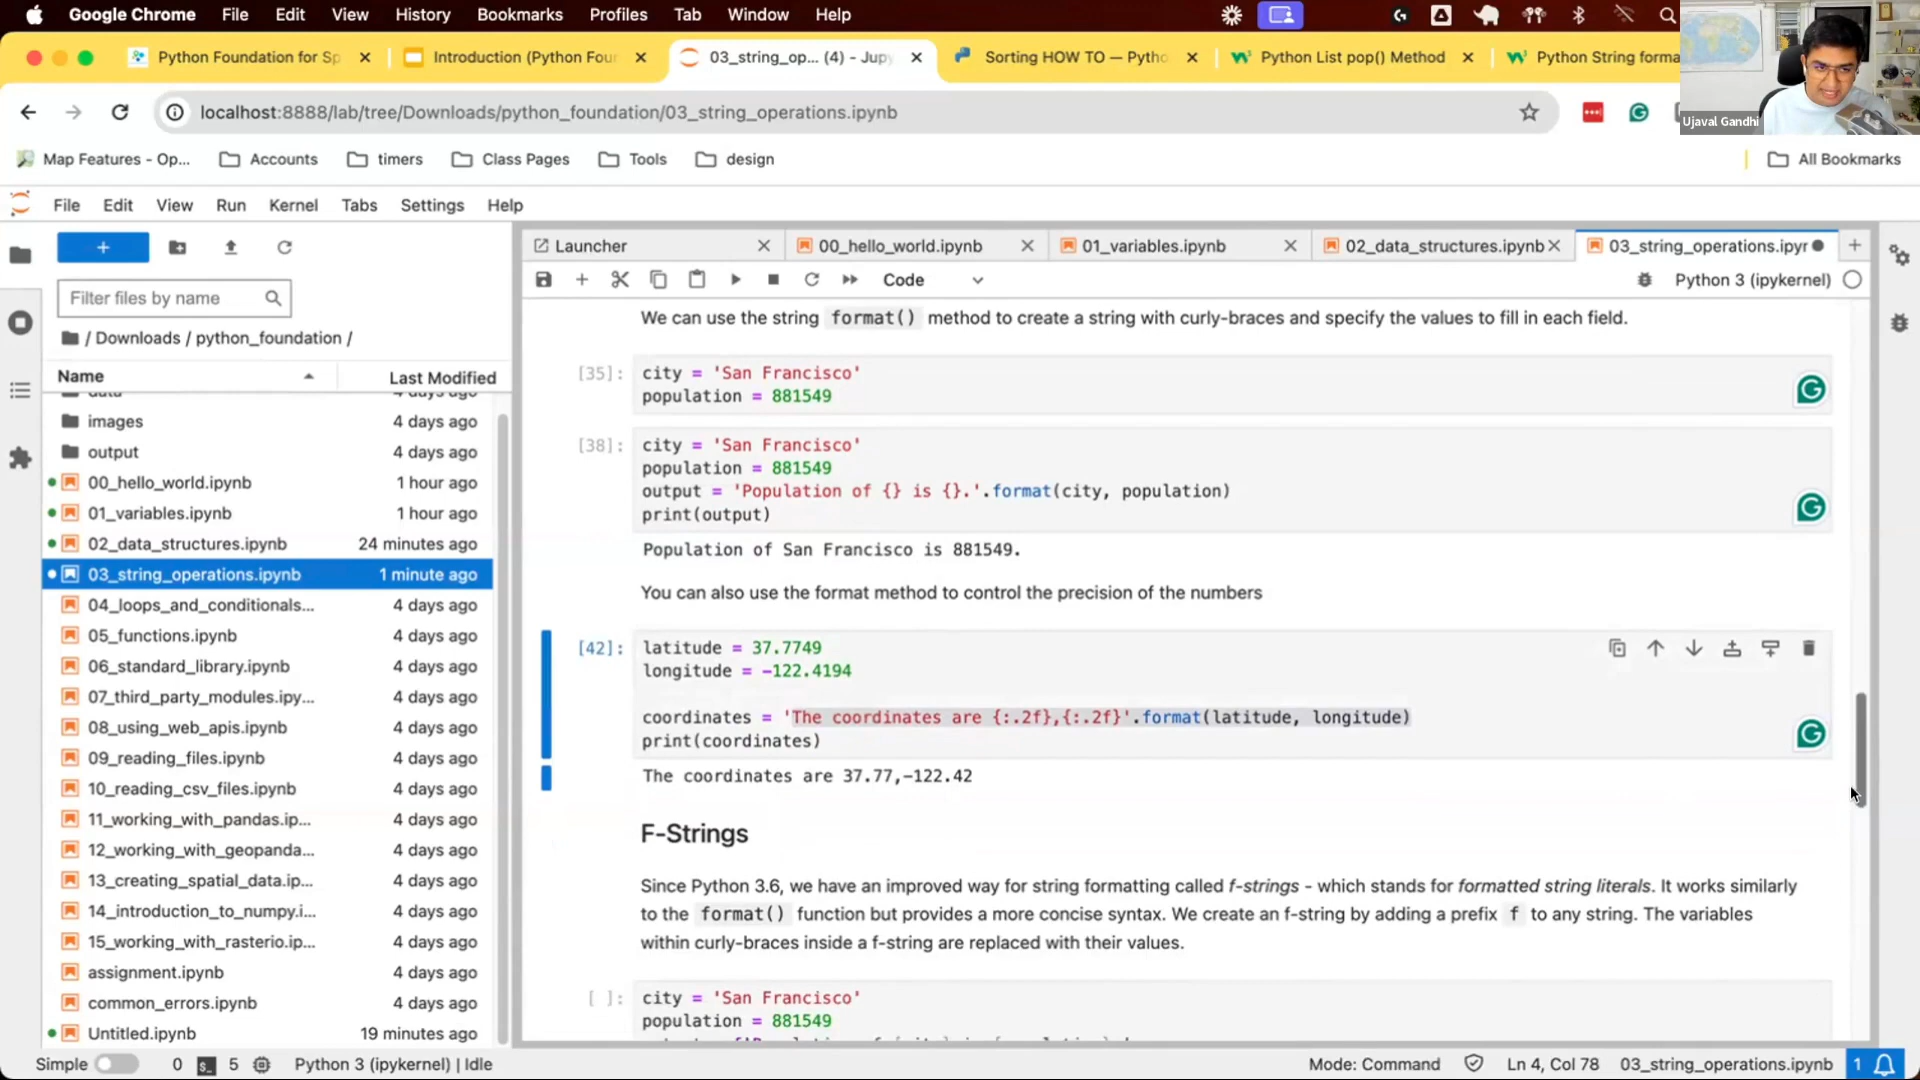 Google Chrome File Edit View History Bookmarks Profiles Tab Window Help
Python Foundation for Sp
Introduction (Python Fou
03_string_op... (4) - Jupy
Sorting HOW TO — Pytho
Python List pop() Method
Python String forma
Ujaval Gandhi
localhost:8888/lab/tree/Downloads/python_foundation/03_string_operations.ipynb
Map Features - Op... Accounts timers Class Pages Tools design All Bookmarks
File Edit View Run Kernel Tabs Settings Help
Launcher 00_hello_world.ipynb 01_variables.ipynb 02_data_structures.ipynb 03_string_operations.ipyr
Code Python 3 (ipykernel)
Filter files by name
/ Downloads / python_foundation /
Name Last Modified
data 4 days ago
images 4 days ago
output 4 days ago
00_hello_world.ipynb 1 hour ago
01_variables.ipynb 1 hour ago
02_data_structures.ipynb 24 minutes ago
03_string_operations.ipynb 1 minute ago
04_loops_and_conditionals... 4 days ago
05_functions.ipynb 4 days ago
06_standard_library.ipynb 4 days ago
07_third_party_modules.ipy... 4 days ago
08_using_web_apis.ipynb 4 days ago
09_reading_files.ipynb 4 days ago
10_reading_csv_files.ipynb 4 days ago
11_working_with_pandas.ip... 4 days ago
12_working_with_geopanda... 4 days ago
13_creating_spatial_data.ip... 4 days ago
14_introduction_to_numpy.i... 4 days ago
15_working_with_rasterio.ip... 4 days ago
assignment.ipynb 4 days ago
common_errors.ipynb 4 days ago
Untitled.ipynb 19 minutes ago
We can use the string format() method to create a string with curly-braces and specify the values to fill in each field.
[35]: city = 'San Francisco'
population = 881549
[38]: city = 'San Francisco'
population = 881549
output = 'Population of {} is {}.'.format(city, population)
print(output)
Population of San Francisco is 881549.
You can also use the format method to control the precision of the numbers
[42]: latitude = 37.7749
longitude = -122.4194
coordinates = 'The coordinates are {:.2f},{:.2f}'.format(latitude, longitude)
print(coordinates)
The coordinates are 37.77,-122.42
F-Strings
Since Python 3.6, we have an improved way for string formatting called f-strings - which stands for formatted string literals. It works similarly
to the format() function but provides a more concise syntax. We create an f-string by adding a prefix f to any string. The variables
within curly-braces inside a f-string are replaced with their values.
[ ]: city = 'San Francisco'
population = 881549
Simple 0 5 Python 3 (ipykernel) | Idle Mode: Command Ln 4, Col 78 03_string_operations.ipynb 1